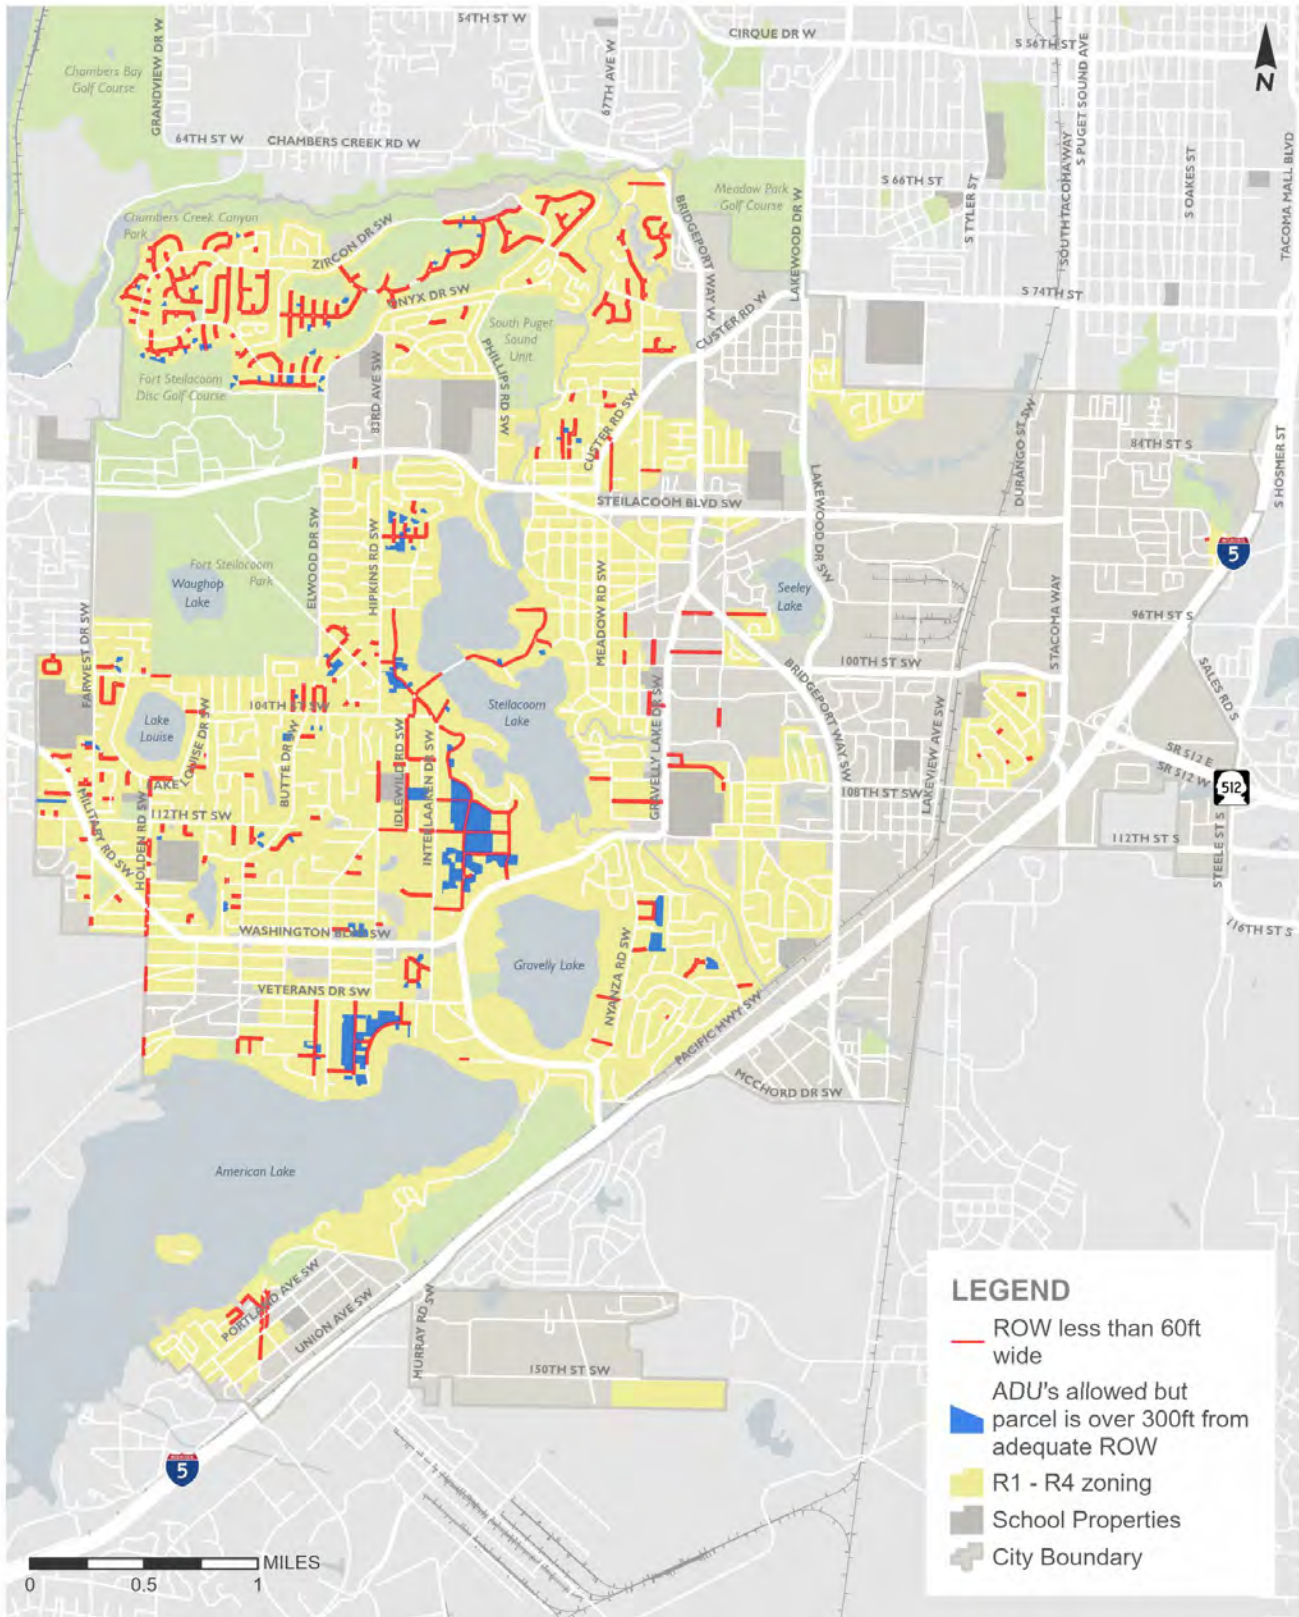 54TH ST W
CIRQUE DR W
S 56TH ST
Chambers Bay
Golf Course
GRANDVIEW DR W
67TH AVE W
S PUGET SOUND AVE
N
64TH ST W
CHAMBERS CREEK RD W
SOUTH TACOMA WAY
S OAKES ST
TACOMA MALL BLVD
S 66TH ST
S TYLER ST
Meadow Park
Golf Course
BRIDGEPORT WAY W
LAKEWOOD DR W
Chambers Creek Canyon
Park
ZIRCON DR SW
ONYX DR SW
S 74TH ST
CUSTER RD W
South Puget
Sound
Unit
PHILLIPS RD SW
Fort Steilacoom
Disc Golf Course
83RD AVE SW
CUSTER RD SW
DURANGO ST SW
84TH ST S
S HOSMER ST
STEILACOOM BLVD SW
LAKEWOOD DR SW
ELWOOD DR SW
HIPKINS RD SW
Fort Steilacoom
Park
Waughop
Lake
5
Seeley
Lake
MEADOW RD SW
S TACOMA WAY
96TH ST S
FARWEST DR SW
100TH ST SW
BRIDGEPORT WAY SW
SALES RD S
104TH ST SW
Lake
Louise
Steilacoom
Lake
GRAVELLY LAKE DR SW
LAKEVIEW AVE SW
LAKE LOUISE DR SW
BUTTE DR SW
IDLEWILD RD SW
INTERLAAKEN DR SW
SR 512 E
SR 512 W
512
108TH ST SW
MILITARY RD SW
HOLDEN RD SW
112TH ST SW
112TH ST S
STEELE ST S
116TH ST S
WASHINGTON BLVD SW
Gravelly Lake
NYANZA RD SW
VETERANS DR SW
PACIFIC HWY SW
MCCHORD DR SW
American Lake
PORTLAND AVE SW
UNION AVE SW
MURRAY RD SW
150TH ST SW
5
LEGEND
ROW less than 60ft
wide
ADU's allowed but
parcel is over 300ft from
adequate ROW
R1 - R4 zoning
School Properties
City Boundary
MILES
0 0.5 1